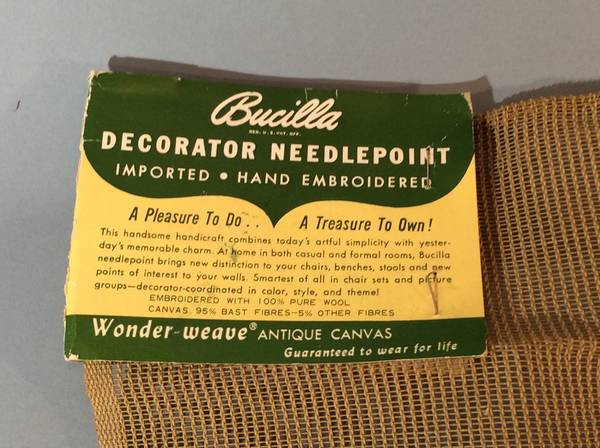 Bucilla
REG. U.S. PAT. OFF.
DECORATOR NEEDLEPOINT
IMPORTED • HAND EMBROIDERED
A Pleasure To Do . . A Treasure To Own!
This handsome handicraft combines today's artful simplicity with yester-
day's memorable charm. At home in both casual and formal rooms, Bucilla
needlepoint brings new distinction to your chairs, benches, stools and new
points of interest to your walls. Smartest of all in chair sets and picture
groups—decorator-coordinated in color, style, and theme!
EMBROIDERED WITH 100% PURE WOOL
CANVAS 95% BAST FIBRES-5% OTHER FIBRES
Wonder-weave® ANTIQUE CANVAS
Guaranteed to wear for life